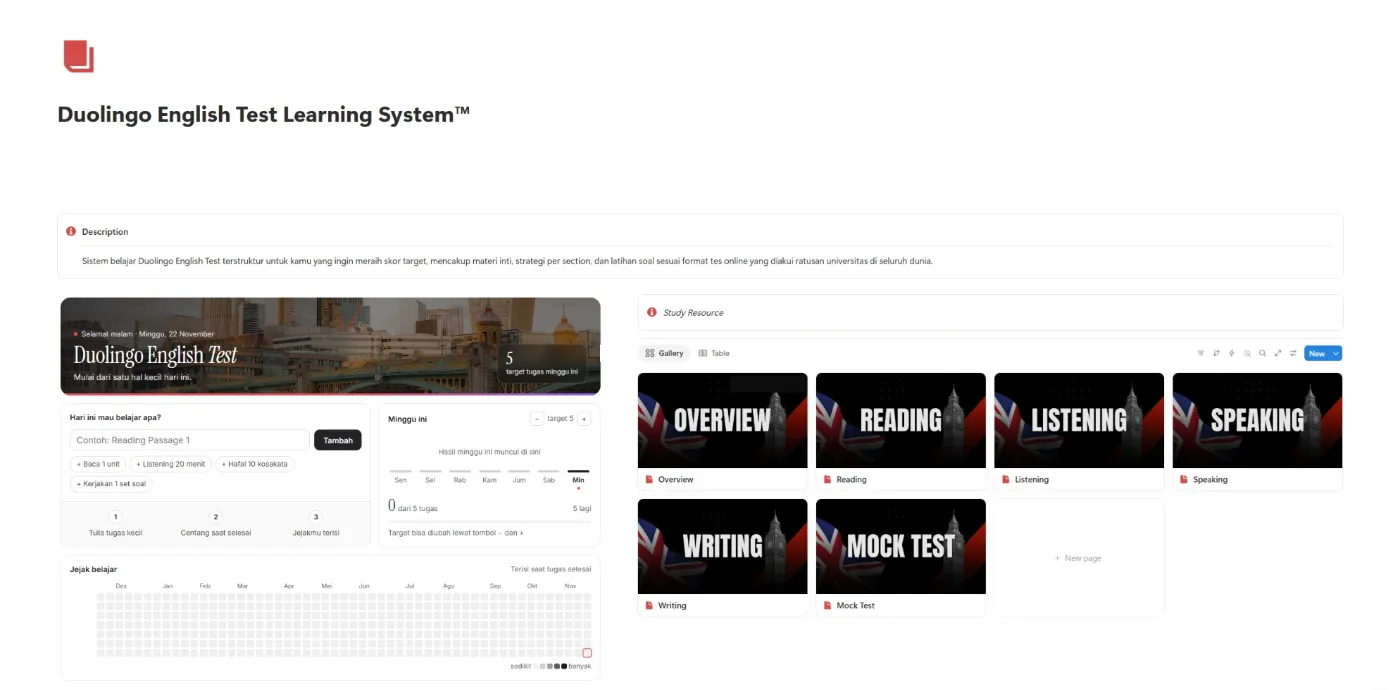 Duolingo English Test Learning System™
Description
Sistem belajar Duolingo English Test terstruktur untuk kamu yang ingin meraih skor target, mencakup materi inti, strategi per section, dan latihan soal sesuai format tes online yang diakui ratusan universitas di seluruh dunia.
Selamat malam · Minggu, 22 November
Duolingo English Test
Mulai dari satu hal kecil hari ini.
5
target tugas minggu ini
Hari ini mau belajar apa?
Contoh: Reading Passage 1
Tambah
+ Baca 1 unit + Listening 20 menit + Hafal 10 kosakata
+ Kerjakan 1 set soal
1 2 3
Tulis tugas kecil Centang saat selesai Jejakmu terisi
Minggu ini
− target 5 +
Hasil minggu ini muncul di sini
Sen Sel Rab Kam Jum Sab Min
0 dari 5 tugas 5 lagi
Target bisa diubah lewat tombol − dan +
Jejak belajar Terisi saat tugas selesai
Des Jan Feb Mar Apr Mei Jun Jul Agu Sep Okt Nov
sedikit banyak
Study Resource
Gallery Table
New
OVERVIEW
Overview
READING
Reading
LISTENING
Listening
SPEAKING
Speaking
WRITING
Writing
MOCK TEST
Mock Test
+ New page